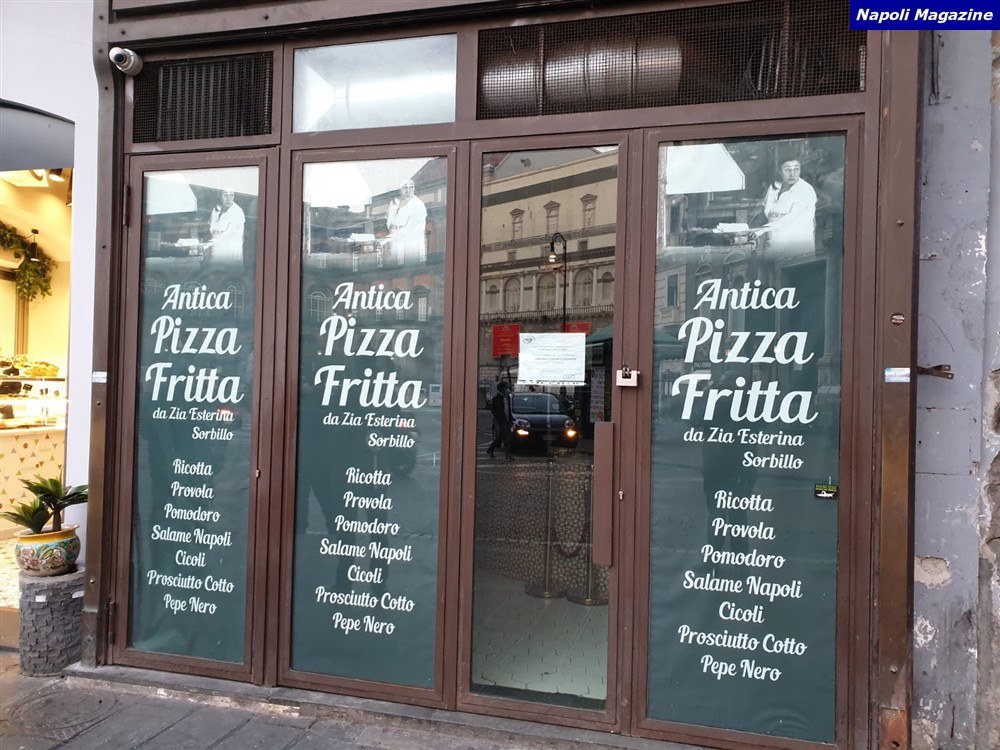 Napoli Magazine
Antica
Pizza
Fritta
da Zia Esterina
Sorbillo
Ricotta
Provola
Pomodoro
Salame Napoli
Cicoli
Prosciutto Cotto
Pepe Nero
Antica
Pizza
Fritta
da Zia Esterina
Sorbillo
Ricotta
Provola
Pomodoro
Salame Napoli
Cicoli
Prosciutto Cotto
Pepe Nero
Antica
Pizza
Fritta
da Zia Esterina
Sorbillo
Ricotta
Provola
Pomodoro
Salame Napoli
Cicoli
Prosciutto Cotto
Pepe Nero